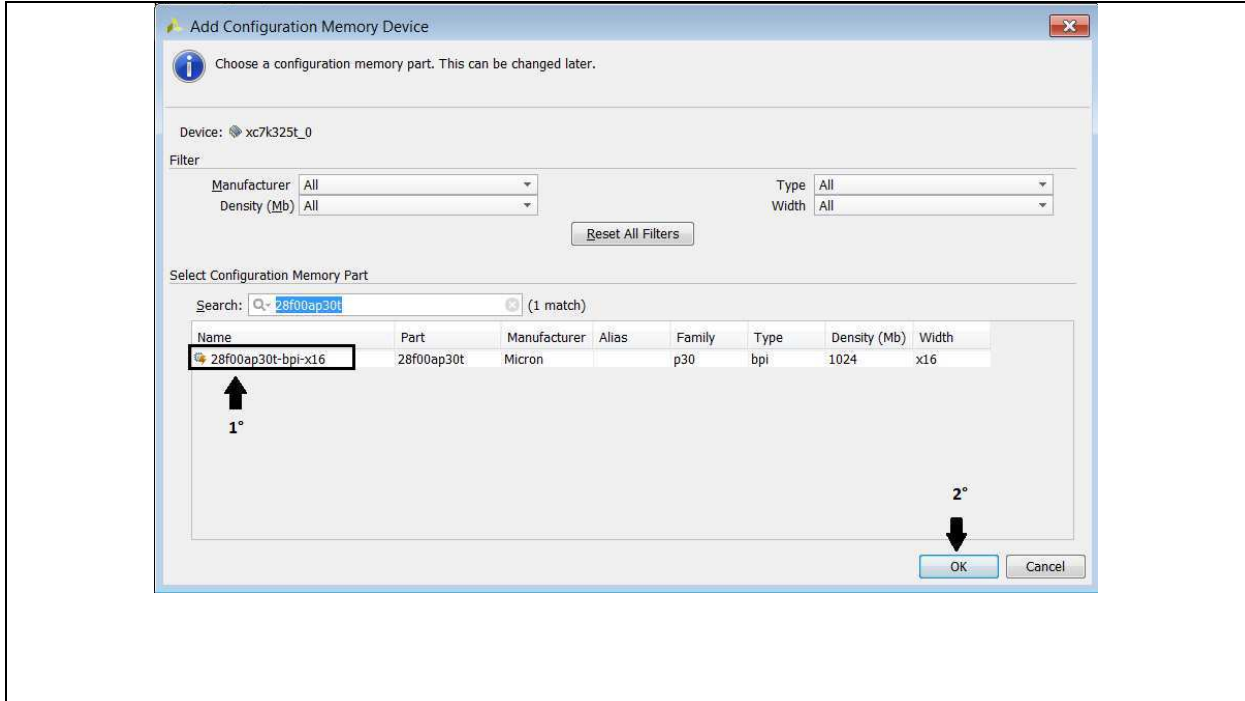 Add Configuration Memory Device
Choose a configuration memory part. This can be changed later.
Device: xc7k325t_0
Filter
Manufacturer All Type All
Density (Mb) All Width All
Reset All Filters
Select Configuration Memory Part
Search: 28f00ap30t (1 match)
Name Part Manufacturer Alias Family Type Density (Mb) Width
28f00ap30t-bpi-x16 28f00ap30t Micron p30 bpi 1024 x16
1°
2°
OK Cancel